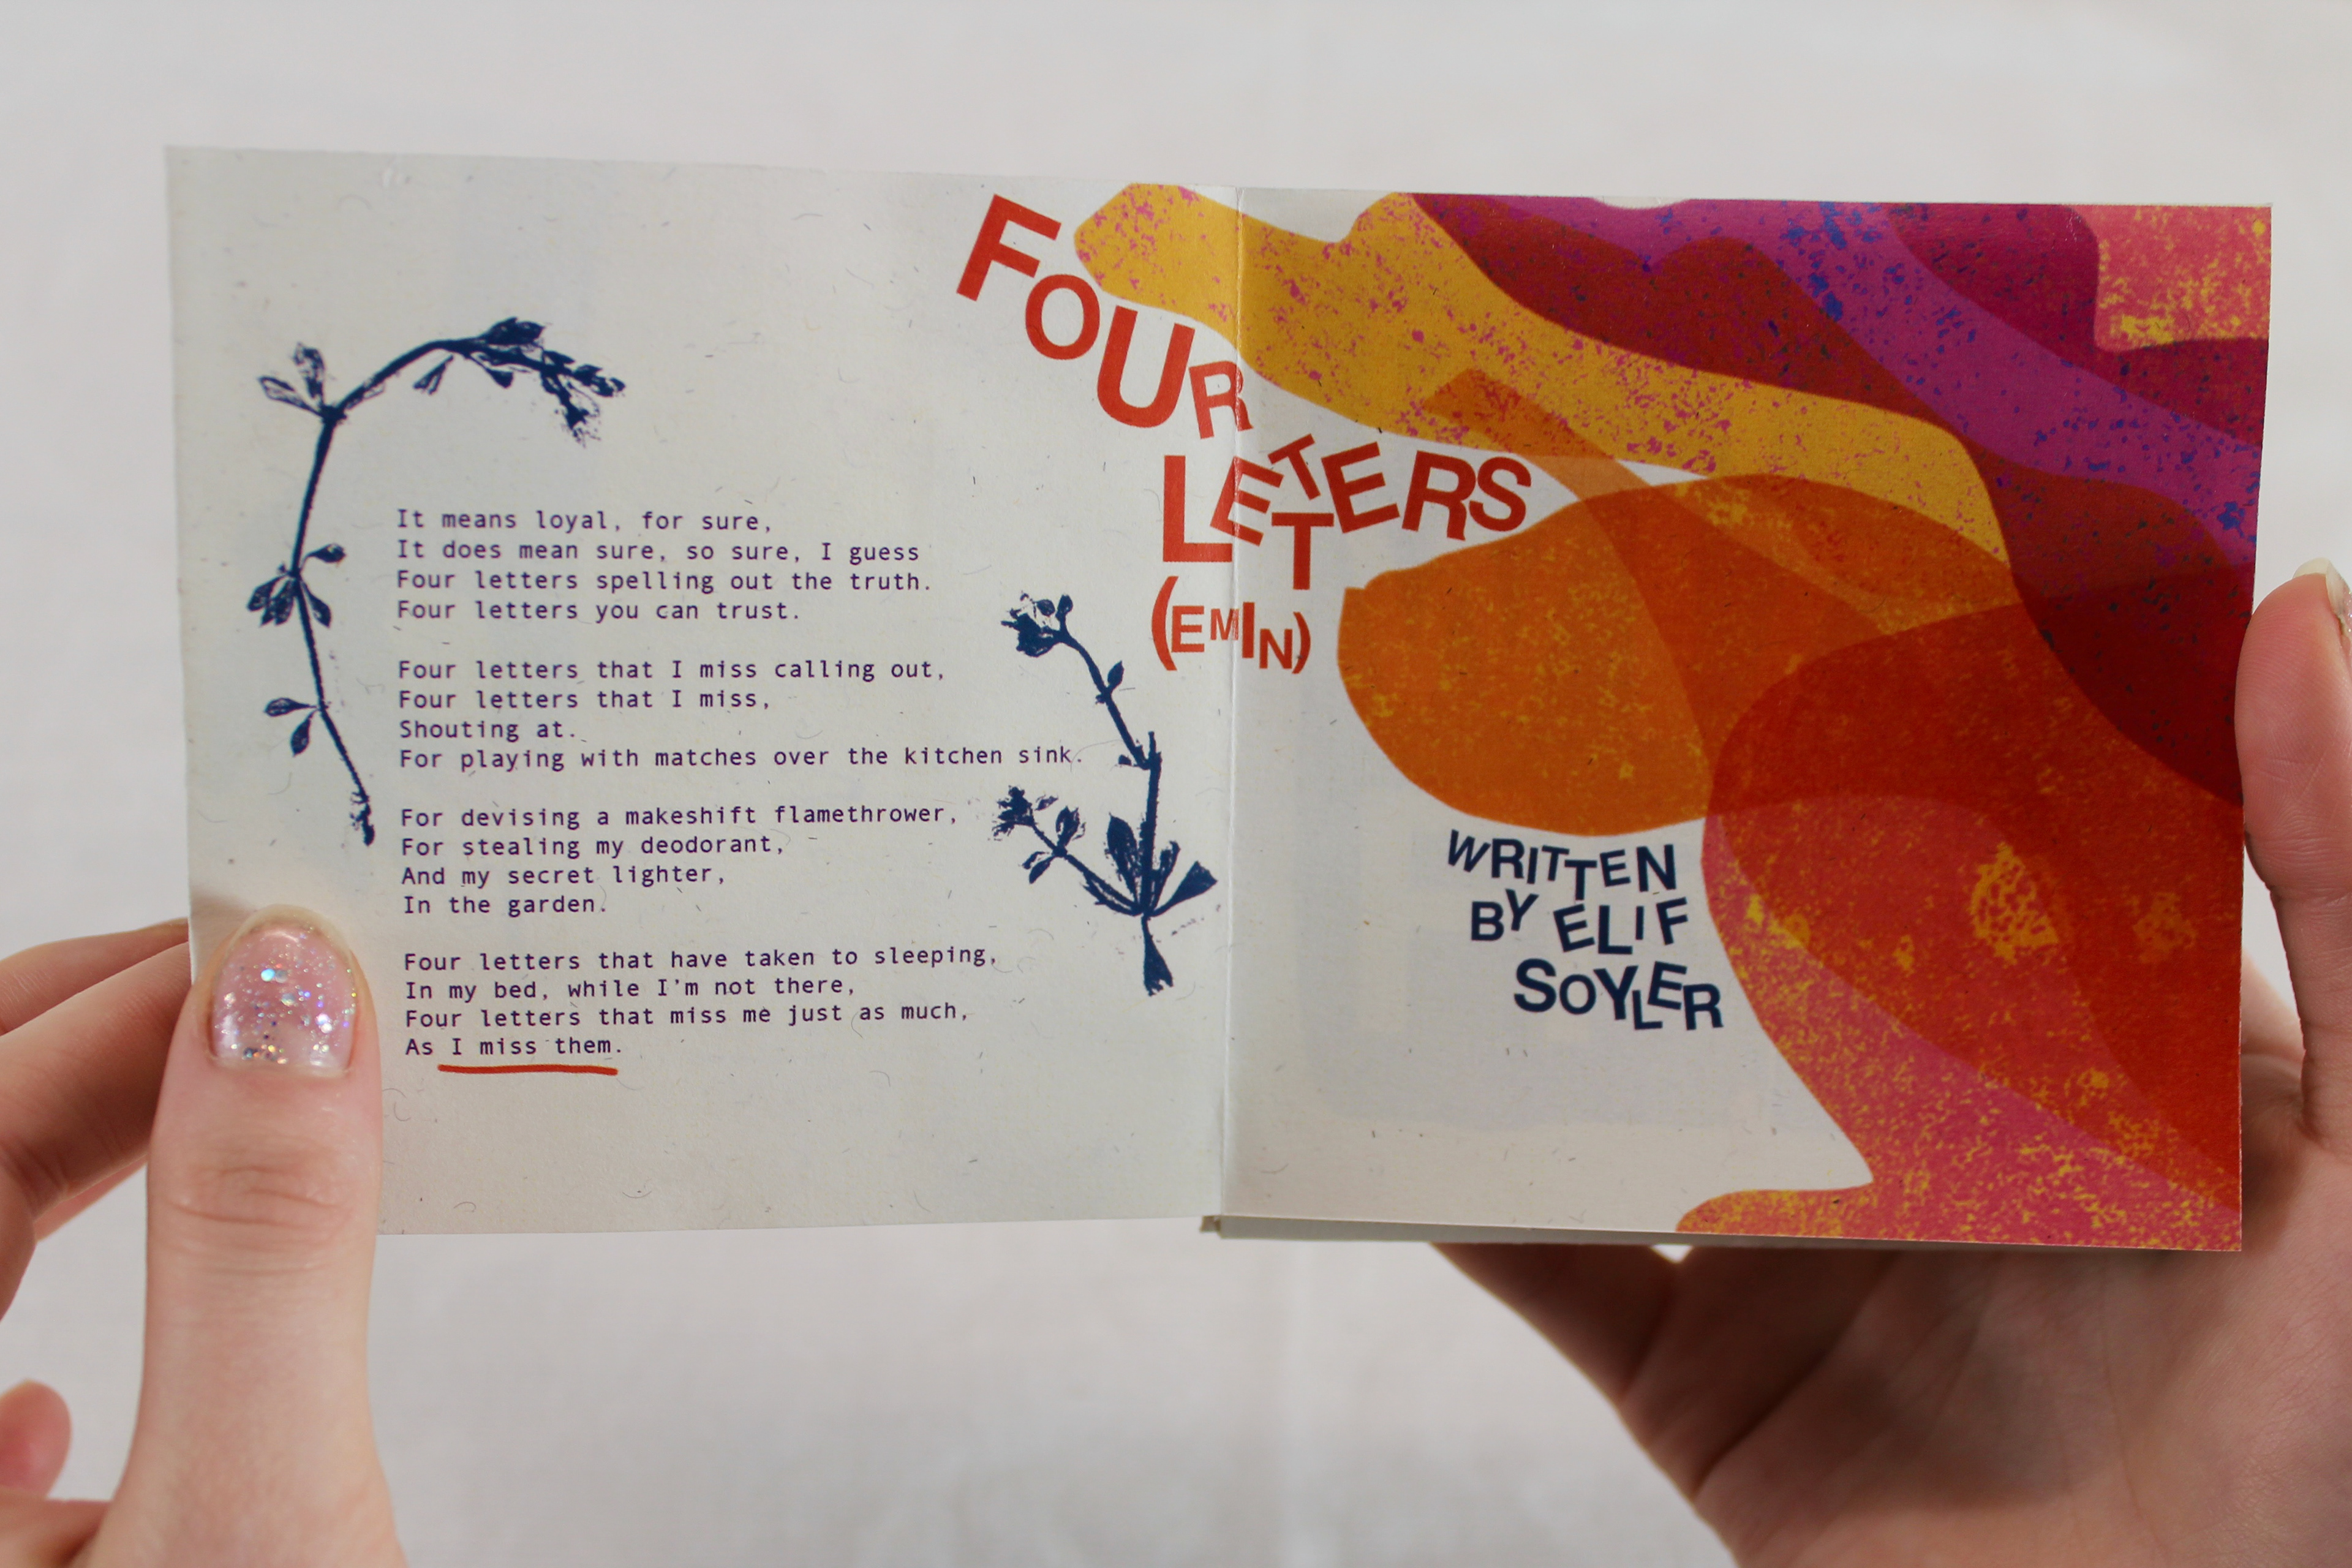 FOUR
LETTERS
(EMIN)
It means loyal, for sure,
It does mean sure, so sure, I guess
Four letters spelling out the truth.
Four letters you can trust.
Four letters that I miss calling out,
Four letters that I miss,
Shouting at.
For playing with matches over the kitchen sink.
For devising a makeshift flamethrower,
For stealing my deodorant,
And my secret lighter,
In the garden.
Four letters that have taken to sleeping,
In my bed, while I'm not there,
Four letters that miss me just as much,
As I miss them.
WRITTEN
BY ELIF
SOYLER